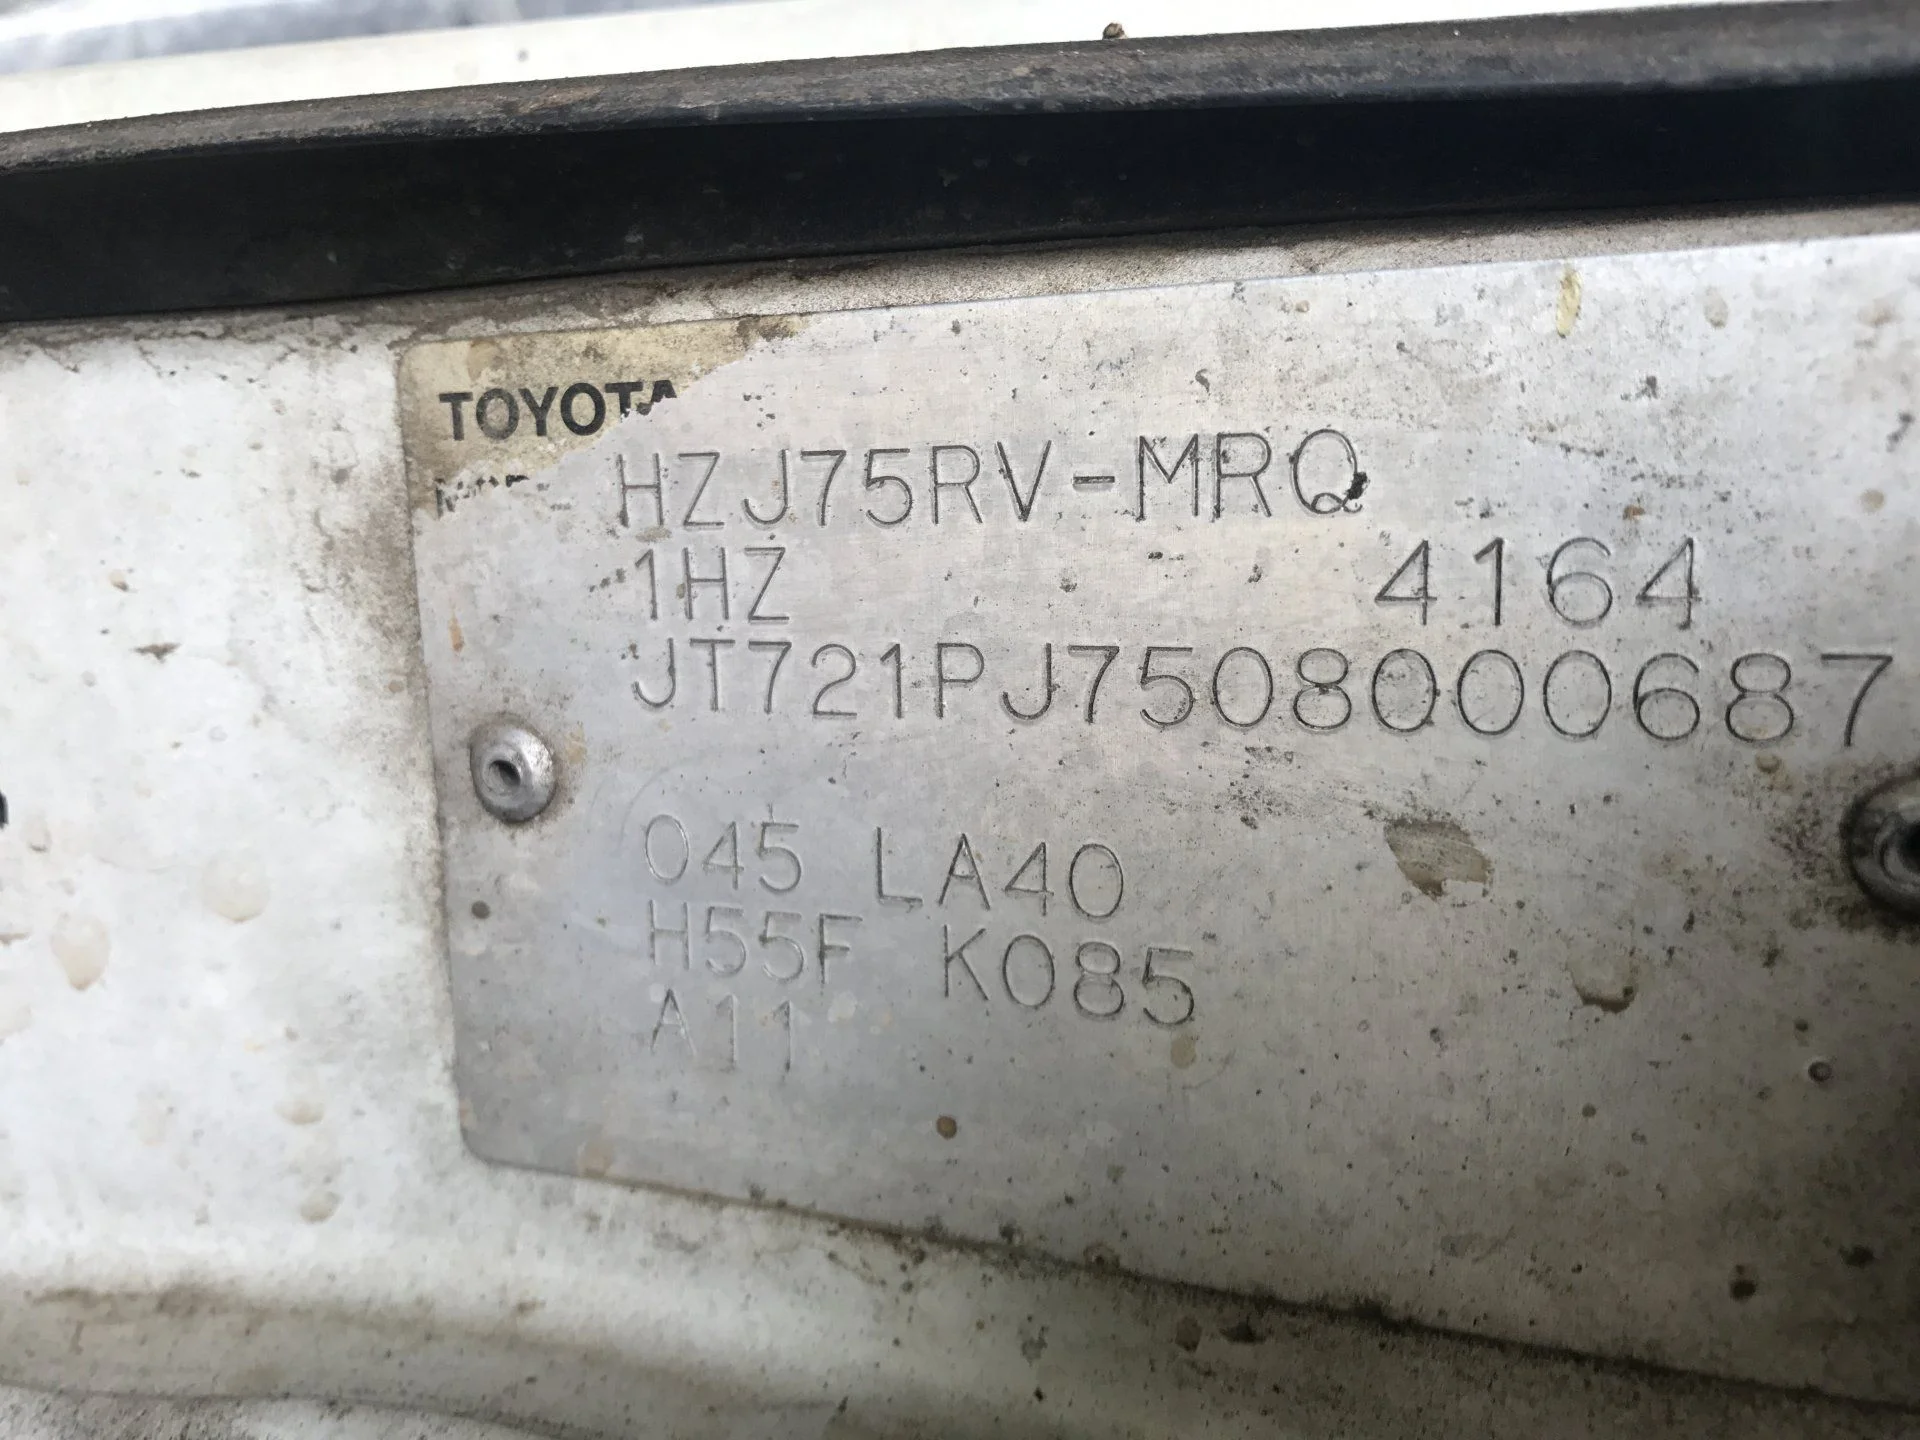 TOYOTA
HZJ75RV-MRQ
1HZ 4164
JT721PJ7508000687
045 LA40
H55F K085
A11